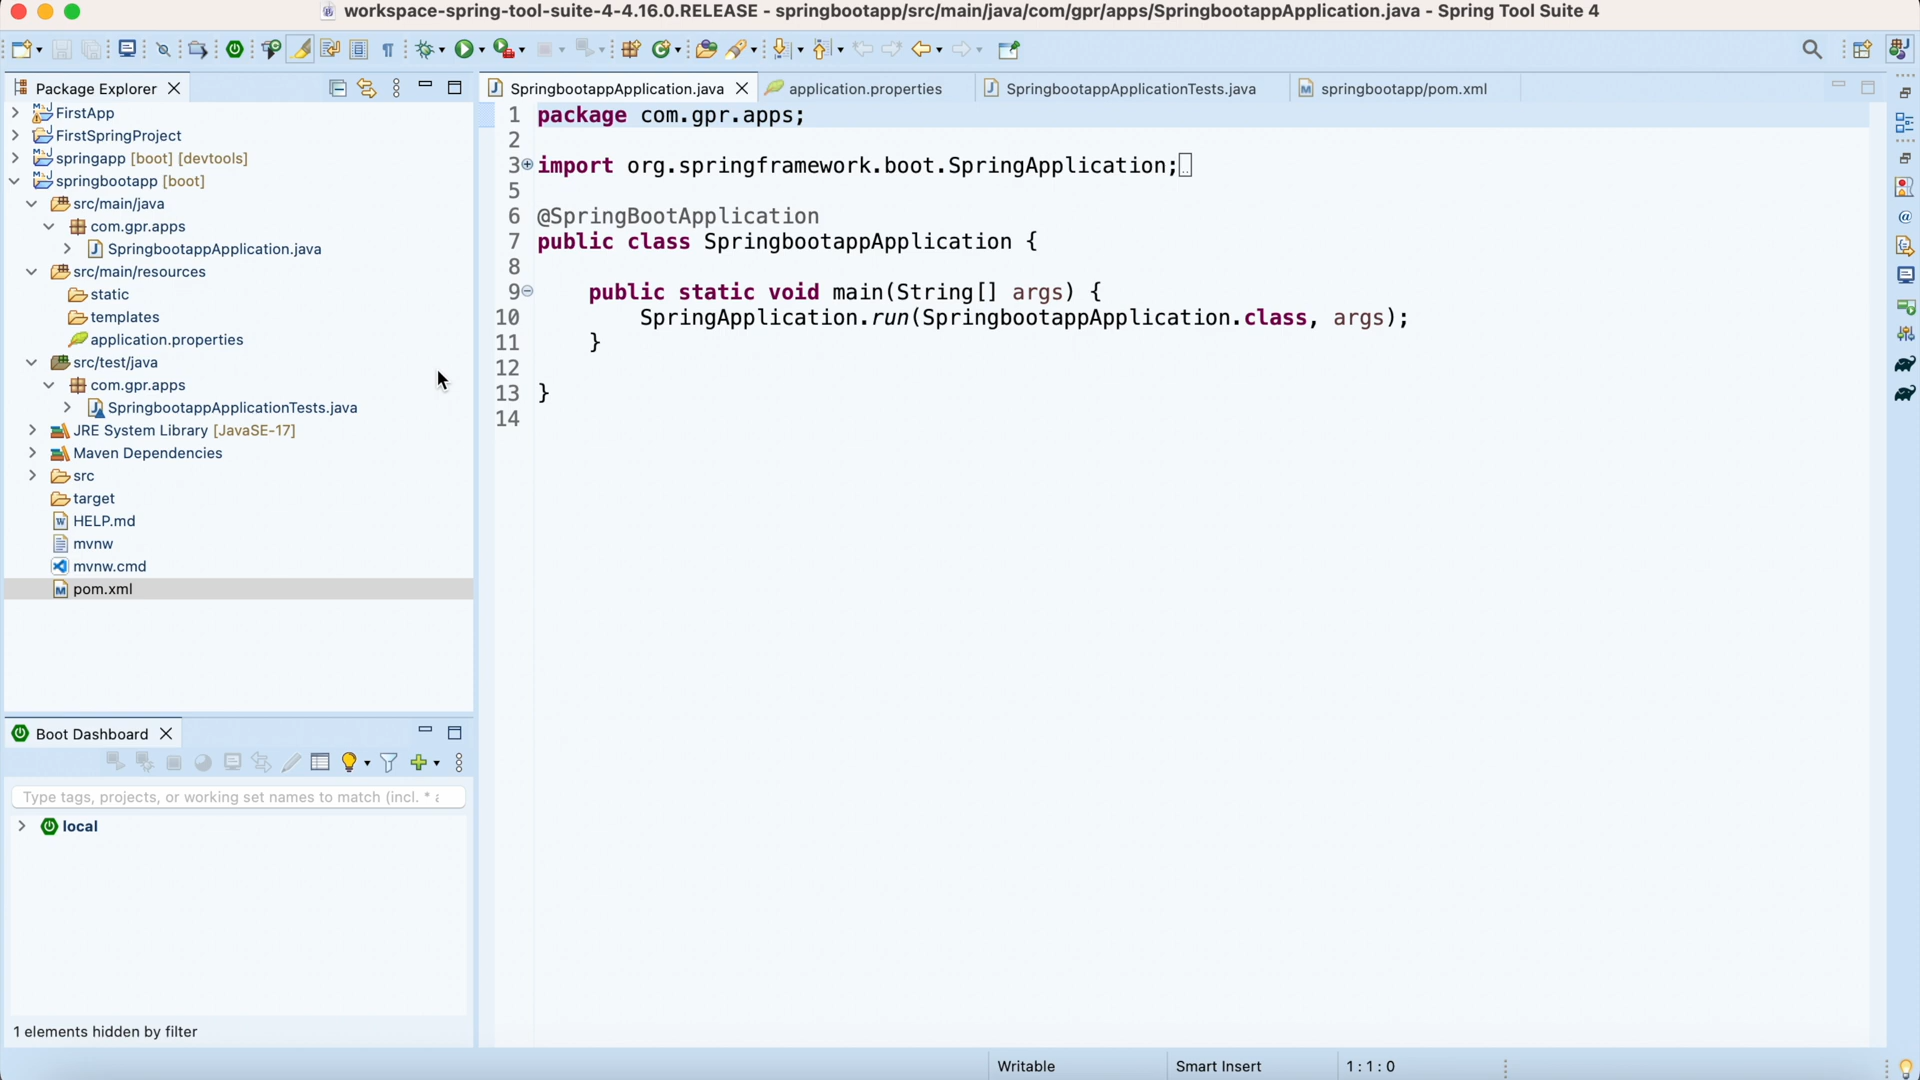 workspace-spring-tool-suite-4-4.16.0.RELEASE - springbootapp/src/main/java/com/gpr/apps/SpringbootappApplication.java - Spring Tool Suite 4
Package Explorer
FirstApp
FirstSpringProject
springapp [boot] [devtools]
springbootapp [boot]
src/main/java
com.gpr.apps
SpringbootappApplication.java
src/main/resources
static
templates
application.properties
src/test/java
com.gpr.apps
SpringbootappApplicationTests.java
JRE System Library [JavaSE-17]
Maven Dependencies
src
target
HELP.md
mvnw
mvnw.cmd
pom.xml
Boot Dashboard
Type tags, projects, or working set names to match (incl. *
local
1 elements hidden by filter
SpringbootappApplication.java
application.properties
SpringbootappApplicationTests.java
springbootapp/pom.xml
1 package com.gpr.apps;
2
3 import org.springframework.boot.SpringApplication;
5
6 @SpringBootApplication
7 public class SpringbootappApplication {
8
9 public static void main(String[] args) {
10 SpringApplication.run(SpringbootappApplication.class, args);
11 }
12
13 }
14
Writable
Smart Insert
1 : 1 : 0